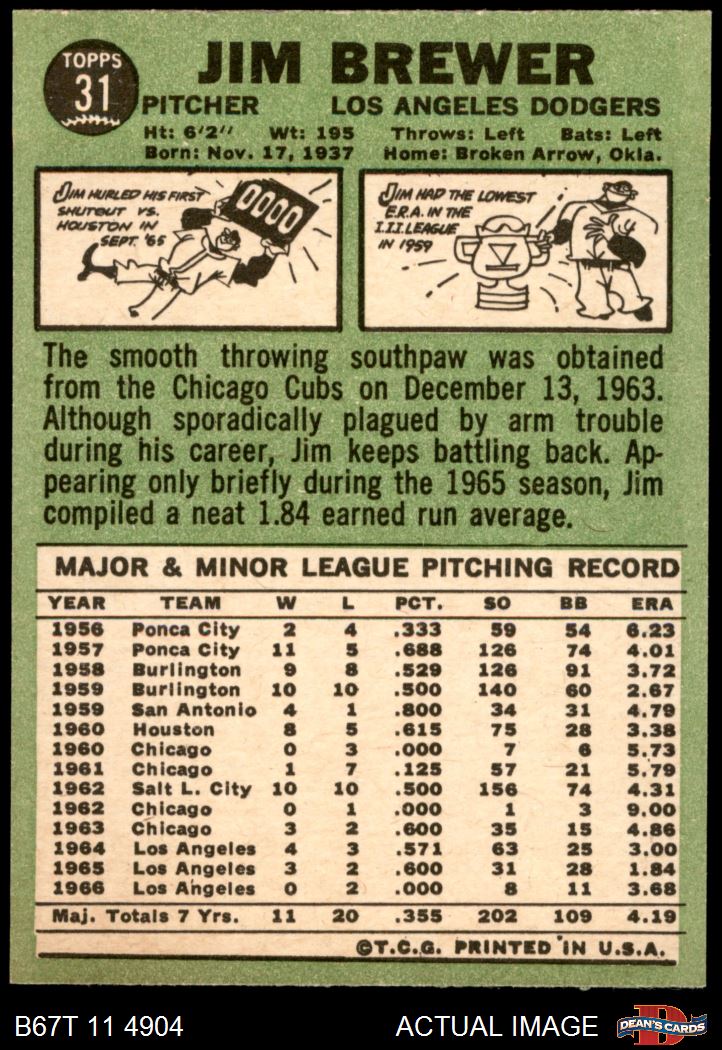 TOPPS
31
JIM BREWER
PITCHER LOS ANGELES DODGERS
Ht: 6'2" Wt: 195 Throws: Left Bats: Left
Born: Nov. 17, 1937 Home: Broken Arrow, Okla.
JIM HURLED HIS FIRST
SHUTOUT VS.
HOUSTON IN
SEPT. '65
0000
JIM HAD THE LOWEST
E.R.A. IN THE
I.I.I. LEAGUE
IN 1959
The smooth throwing southpaw was obtained
from the Chicago Cubs on December 13, 1963.
Although sporadically plagued by arm trouble
during his career, Jim keeps battling back. Ap-
pearing only briefly during the 1965 season, Jim
compiled a neat 1.84 earned run average.
MAJOR & MINOR LEAGUE PITCHING RECORD
YEAR TEAM W L PCT. SO BB ERA
1956 Ponca City 2 4 .333 59 54 6.23
1957 Ponca City 11 5 .688 126 74 4.01
1958 Burlington 9 8 .529 126 91 3.72
1959 Burlington 10 10 .500 140 60 2.67
1959 San Antonio 4 1 .800 34 31 4.79
1960 Houston 8 5 .615 75 28 3.38
1960 Chicago 0 3 .000 7 6 5.73
1961 Chicago 1 7 .125 57 21 5.79
1962 Salt L. City 10 10 .500 156 74 4.31
1962 Chicago 0 1 .000 1 3 9.00
1963 Chicago 3 2 .600 35 15 4.86
1964 Los Angeles 4 3 .571 63 25 3.00
1965 Los Angeles 3 2 .600 31 28 1.84
1966 Los Angeles 0 2 .000 8 11 3.68
Maj. Totals 7 Yrs. 11 20 .355 202 109 4.19
©T.C.G. PRINTED IN U.S.A.
B67T 11 4904 ACTUAL IMAGE
D
DEAN'S CARDS